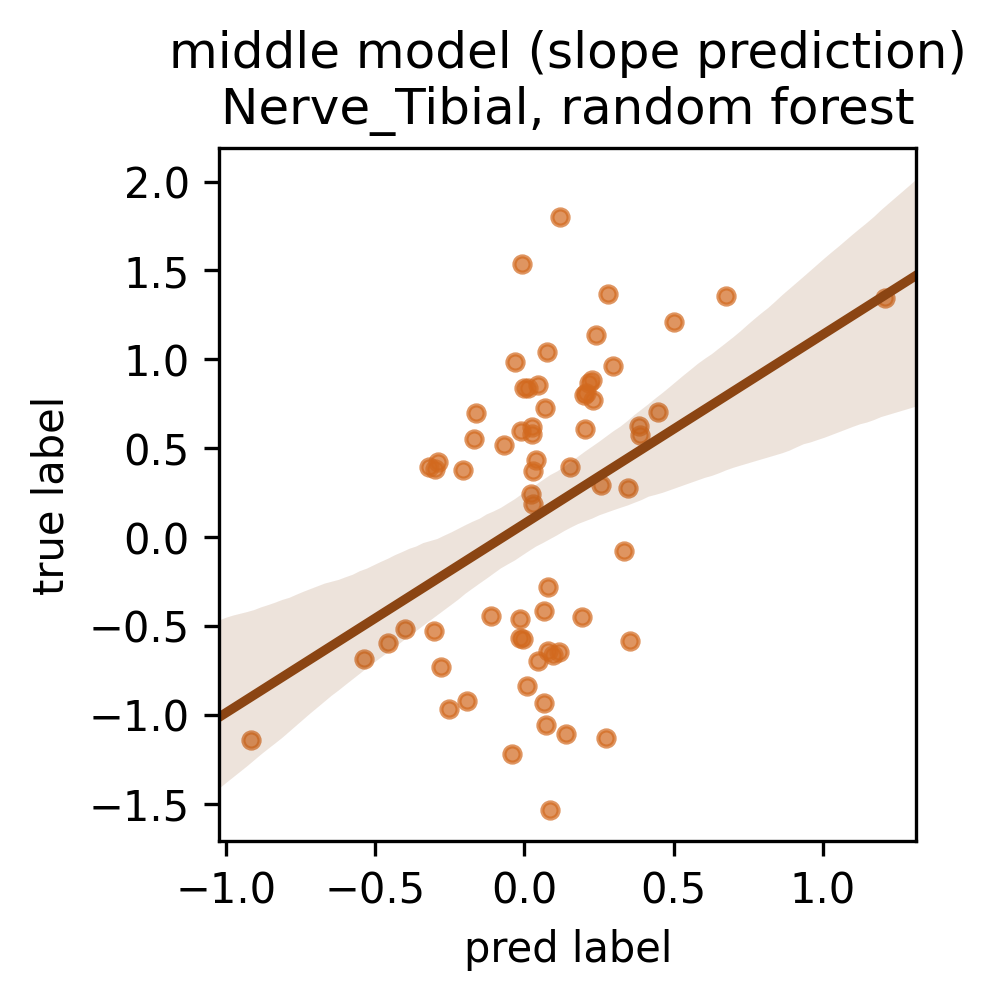 middle model (slope prediction)
Nerve_Tibial, random forest
2.0
1.5
1.0
0.5
0.0
−0.5
−1.0
−1.5
true label
−1.0 −0.5 0.0 0.5 1.0
pred label